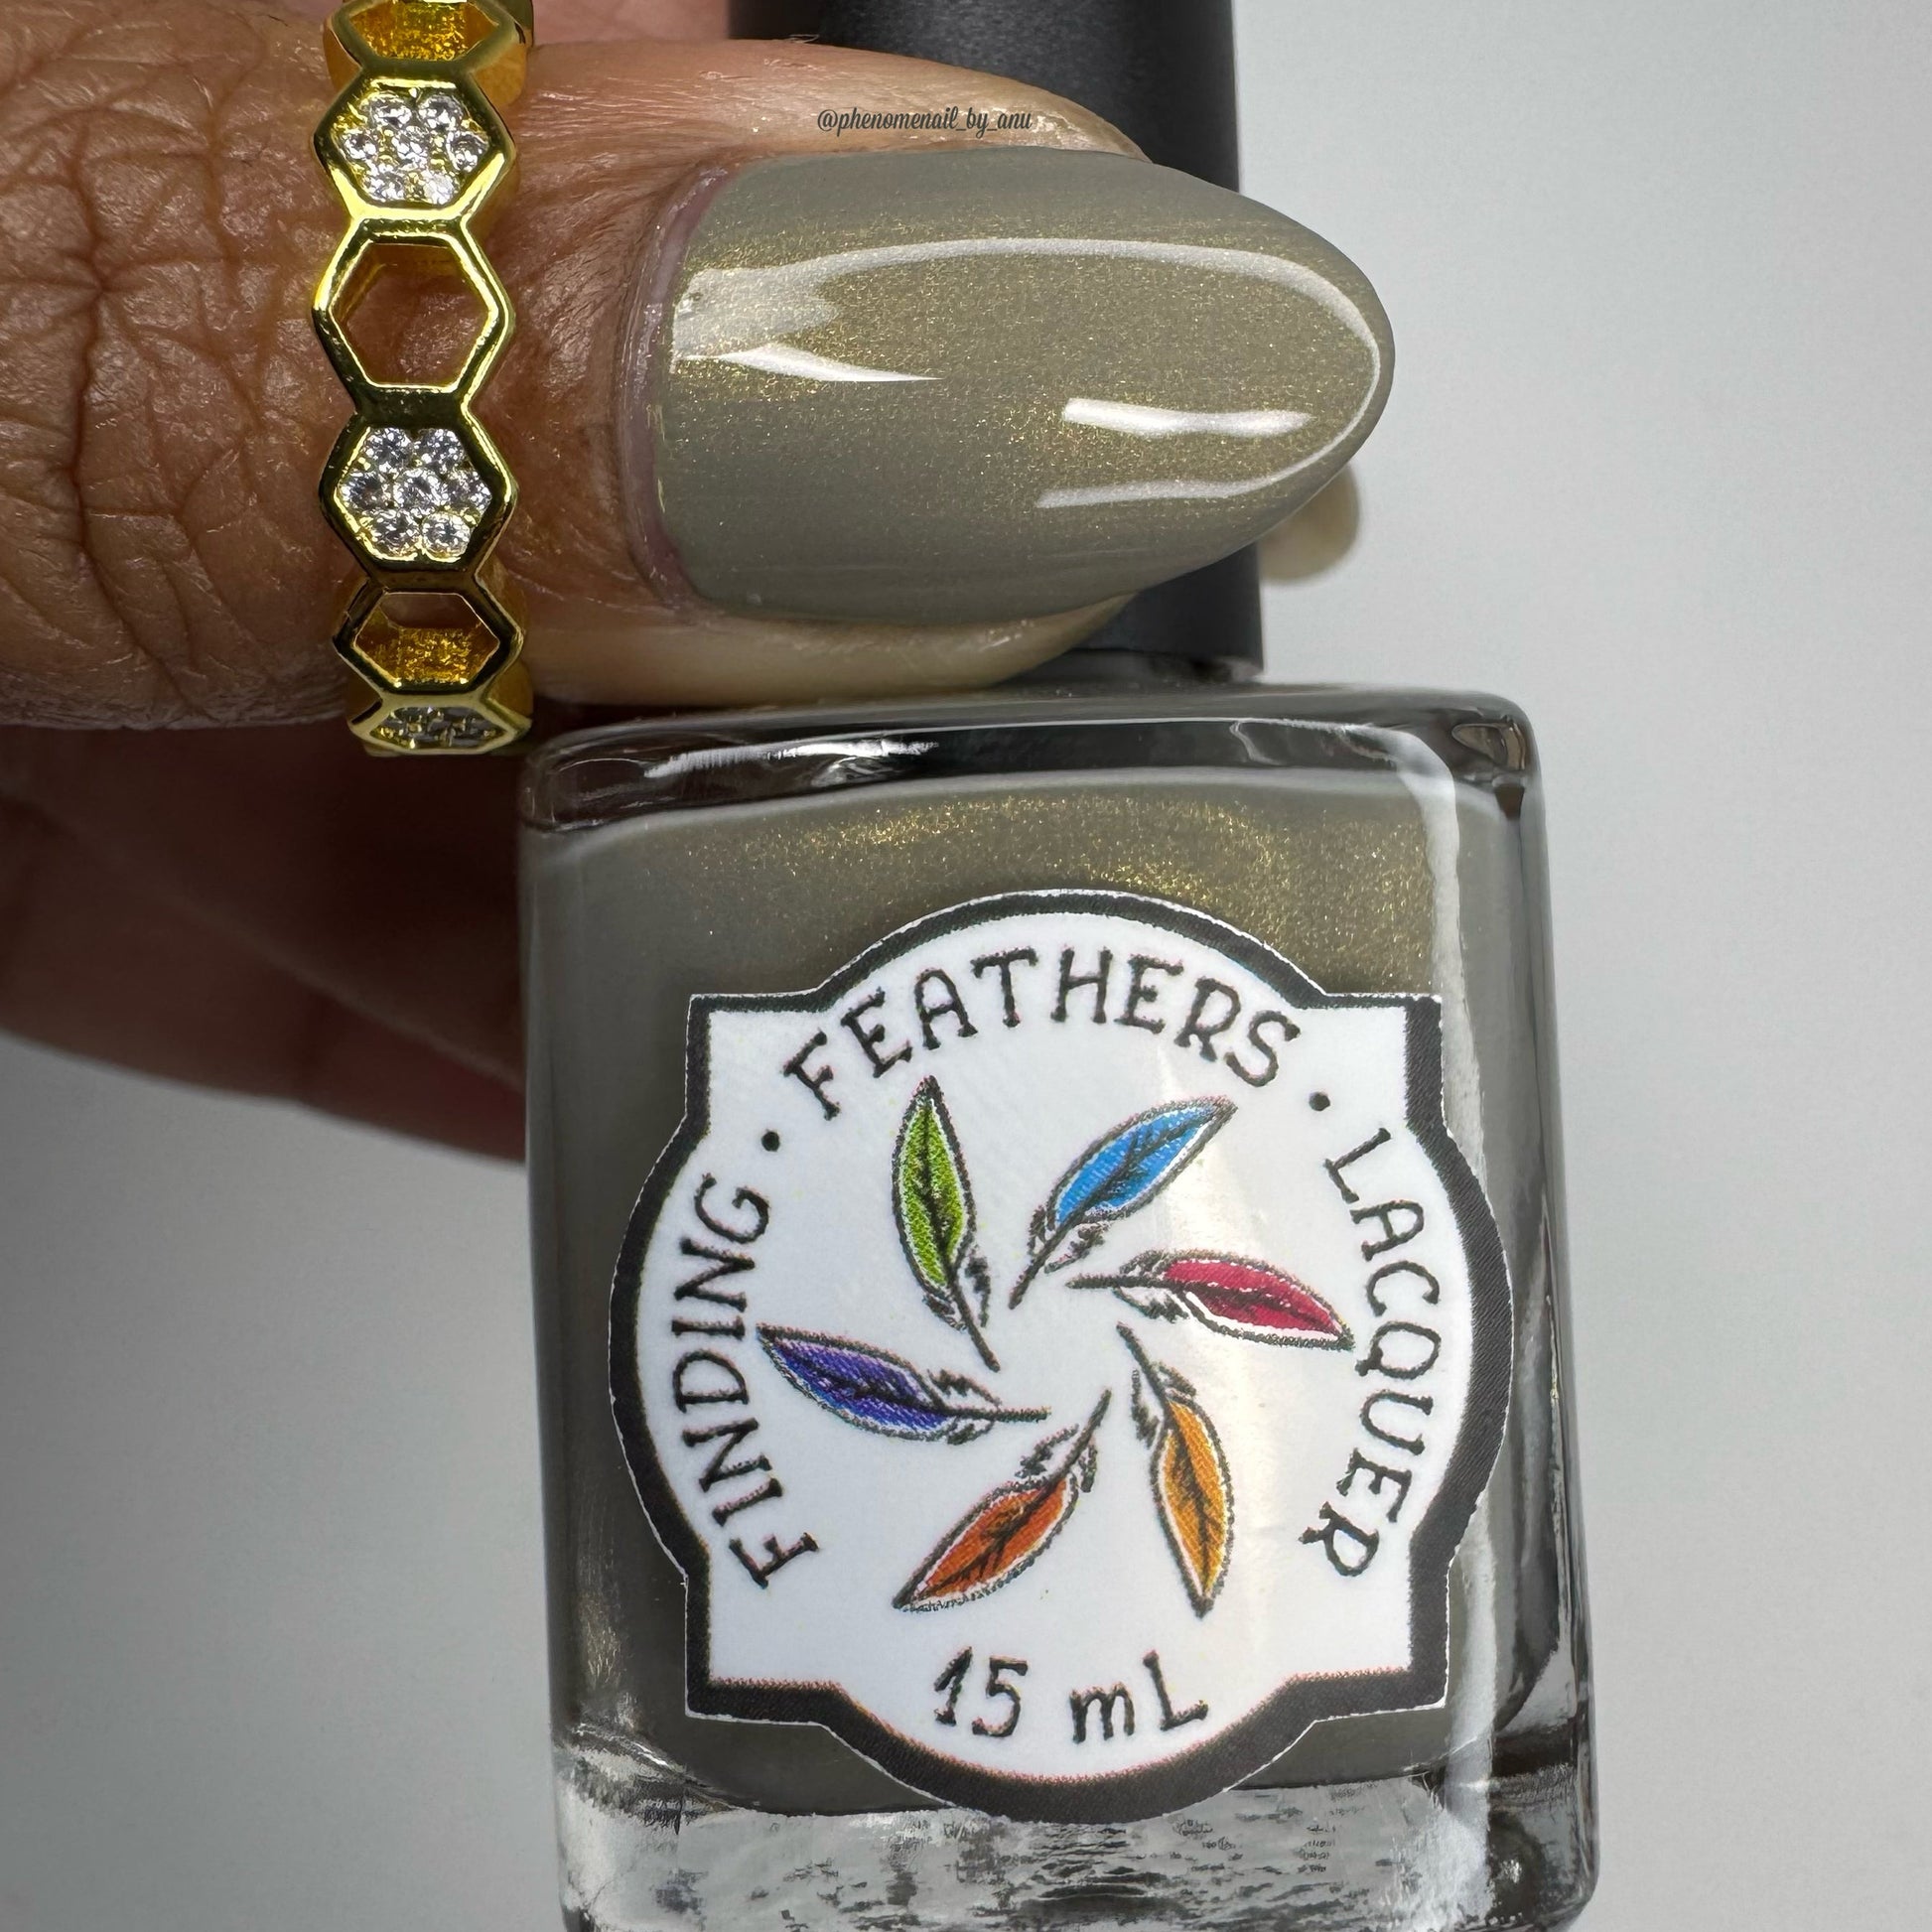 @phenomenail_by_anu
FINDING • FEATHERS • LACQUER
15 mL